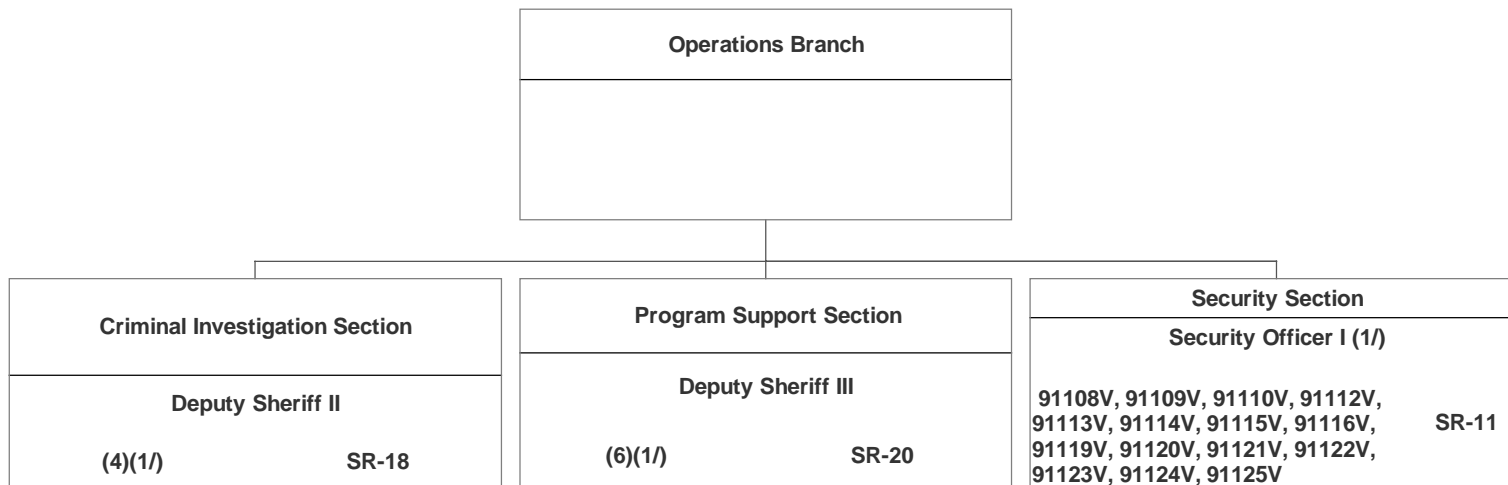 Operations Branch
Criminal Investigation Section
Deputy Sheriff II
(4)(1/) SR-18
Program Support Section
Deputy Sheriff III
(6)(1/) SR-20
Security Section
Security Officer I (1/)
91108V, 91109V, 91110V, 91112V,
91113V, 91114V, 91115V, 91116V, SR-11
91119V, 91120V, 91121V, 91122V,
91123V, 91124V, 91125V